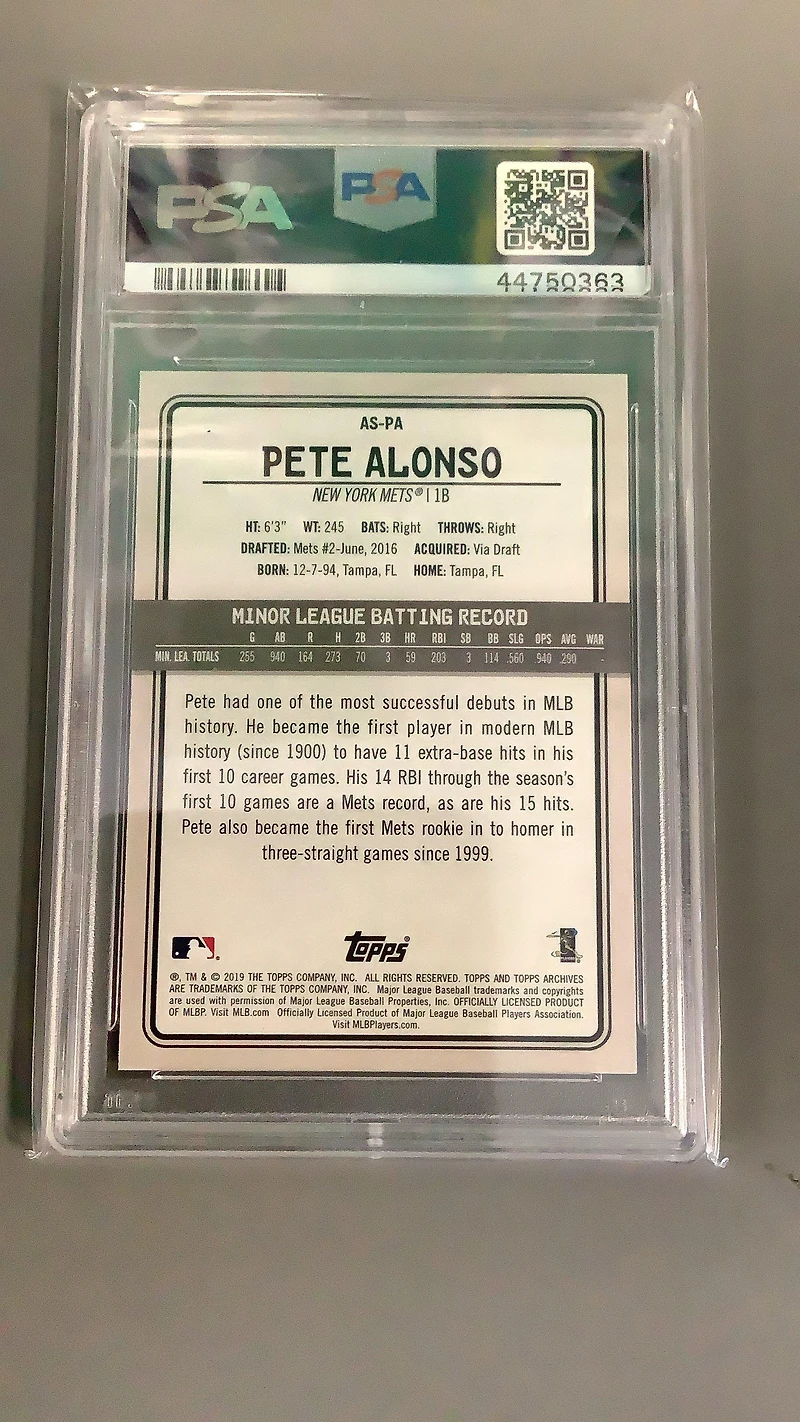 PSA PSA
44750363
AS-PA
PETE ALONSO
NEW YORK METS® | 1B
HT: 6'3" WT: 245 BATS: Right THROWS: Right
DRAFTED: Mets #2-June, 2016 ACQUIRED: Via Draft
BORN: 12-7-94, Tampa, FL HOME: Tampa, FL
MINOR LEAGUE BATTING RECORD
G AB R H 2B 3B HR RBI SB BB SLG OPS AVG WAR
MIN. LEA. TOTALS 255 940 164 273 70 3 59 203 3 114 .560 .940 .290 -
Pete had one of the most successful debuts in MLB
history. He became the first player in modern MLB
history (since 1900) to have 11 extra-base hits in his
first 10 career games. His 14 RBI through the season's
first 10 games are a Mets record, as are his 15 hits.
Pete also became the first Mets rookie in to homer in
three-straight games since 1999.
topps®
®, TM & © 2019 THE TOPPS COMPANY, INC. ALL RIGHTS RESERVED. TOPPS AND TOPPS ARCHIVES
ARE TRADEMARKS OF THE TOPPS COMPANY, INC. Major League Baseball trademarks and copyrights
are used with permission of Major League Baseball Properties, Inc. OFFICIALLY LICENSED PRODUCT
OF MLBP. Visit MLB.com Officially Licensed Product of Major League Baseball Players Association.
Visit MLBPlayers.com.